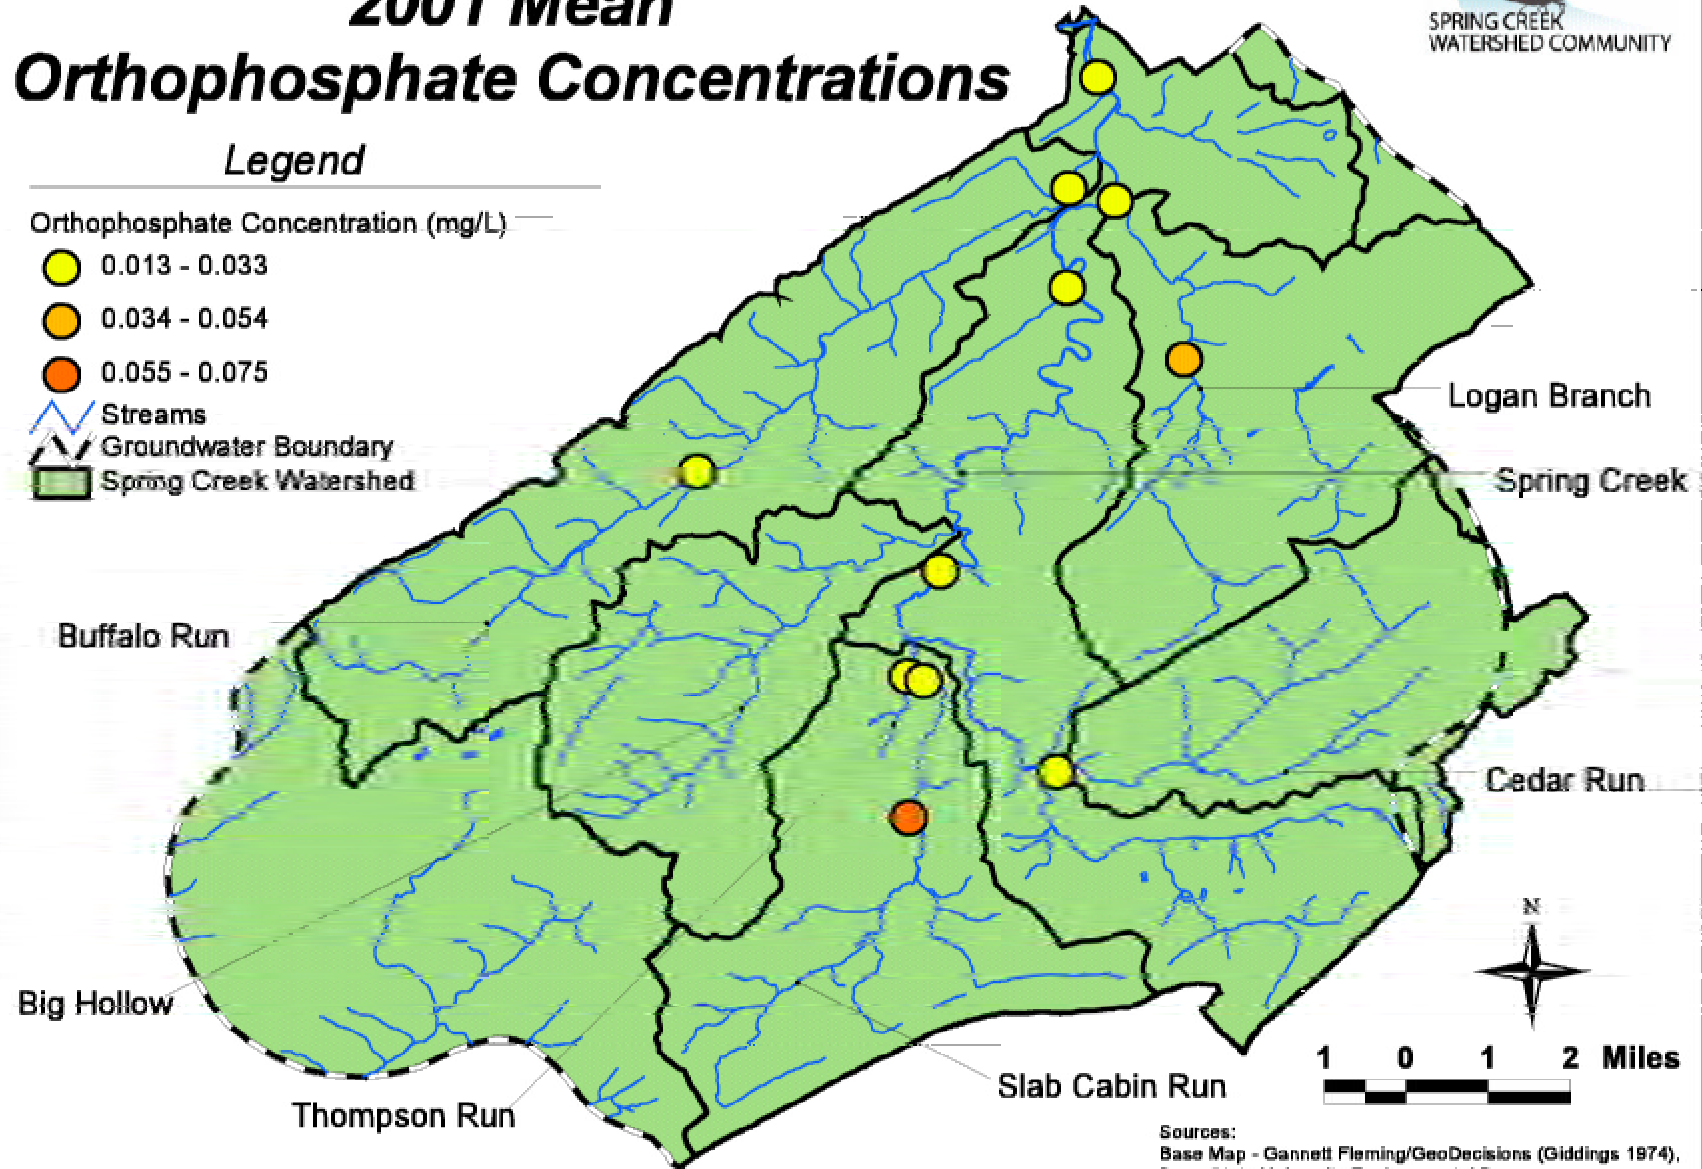 2001 Mean
Orthophosphate Concentrations
SPRING CREEK
WATERSHED COMMUNITY
Legend
Orthophosphate Concentration (mg/L)
0.013 - 0.033
0.034 - 0.054
0.055 - 0.075
Streams
Groundwater Boundary
Spring Creek Watershed
Logan Branch
Spring Creek
Buffalo Run
Cedar Run
Big Hollow
Thompson Run
Slab Cabin Run
N
1 0 1 2 Miles
Sources:
Base Map - Gannett Fleming/GeoDecisions (Giddings 1974),